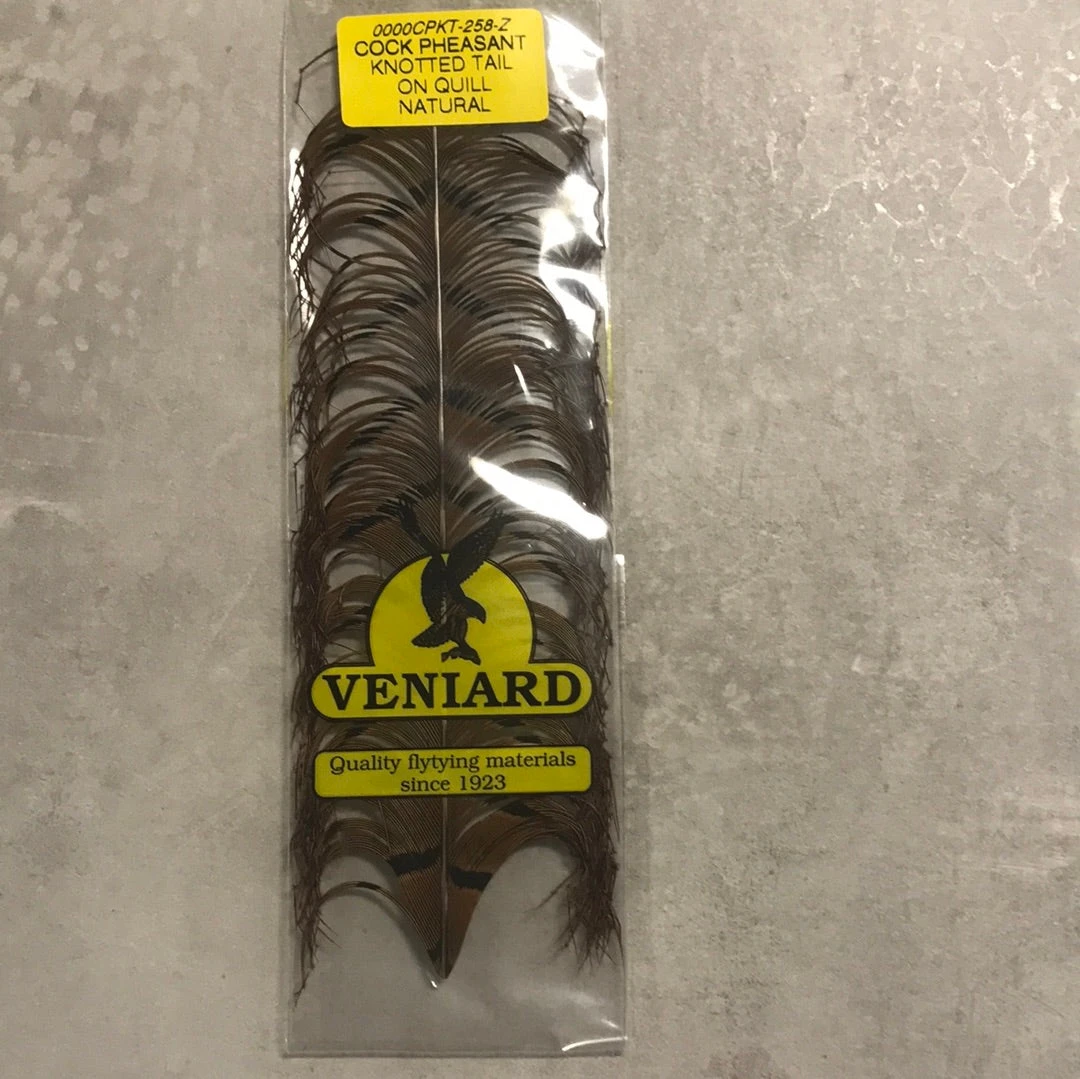 0000CPKT-258-Z
COCK PHEASANT
KNOTTED TAIL
ON QUILL
NATURAL
VENIARD
Quality flytying materials
since 1923